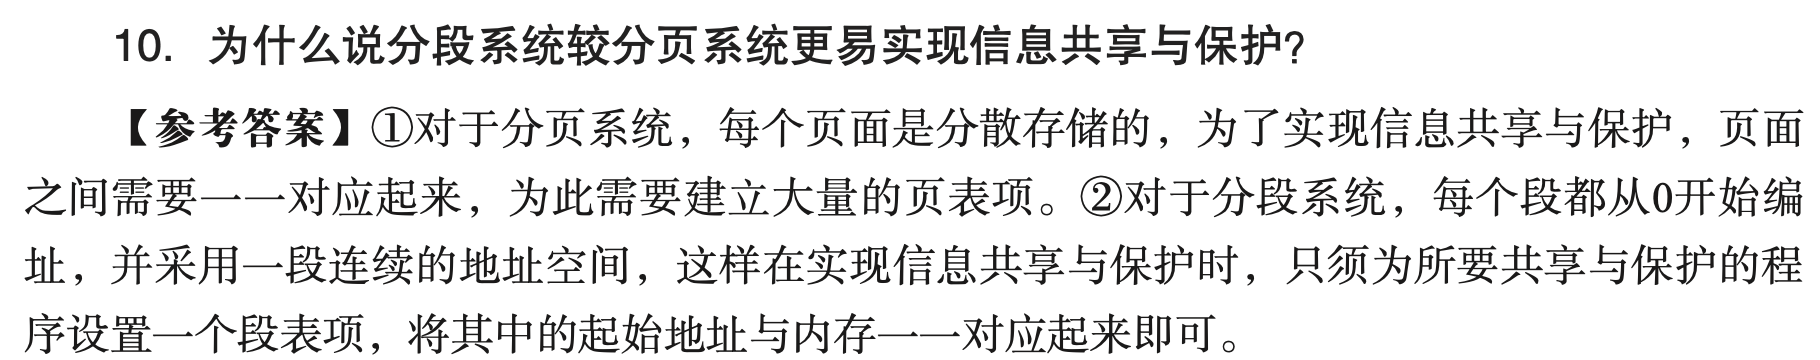 10. 为什么说分段系统较分页系统更易实现信息共享与保护?
【参考答案】①对于分页系统，每个页面是分散存储的，为了实现信息共享与保护，页面
之间需要一一对应起来，为此需要建立大量的页表项。②对于分段系统，每个段都从0开始编
址，并采用一段连续的地址空间，这样在实现信息共享与保护时，只须为所要共享与保护的程
序设置一个段表项，将其中的起始地址与内存一一对应起来即可。